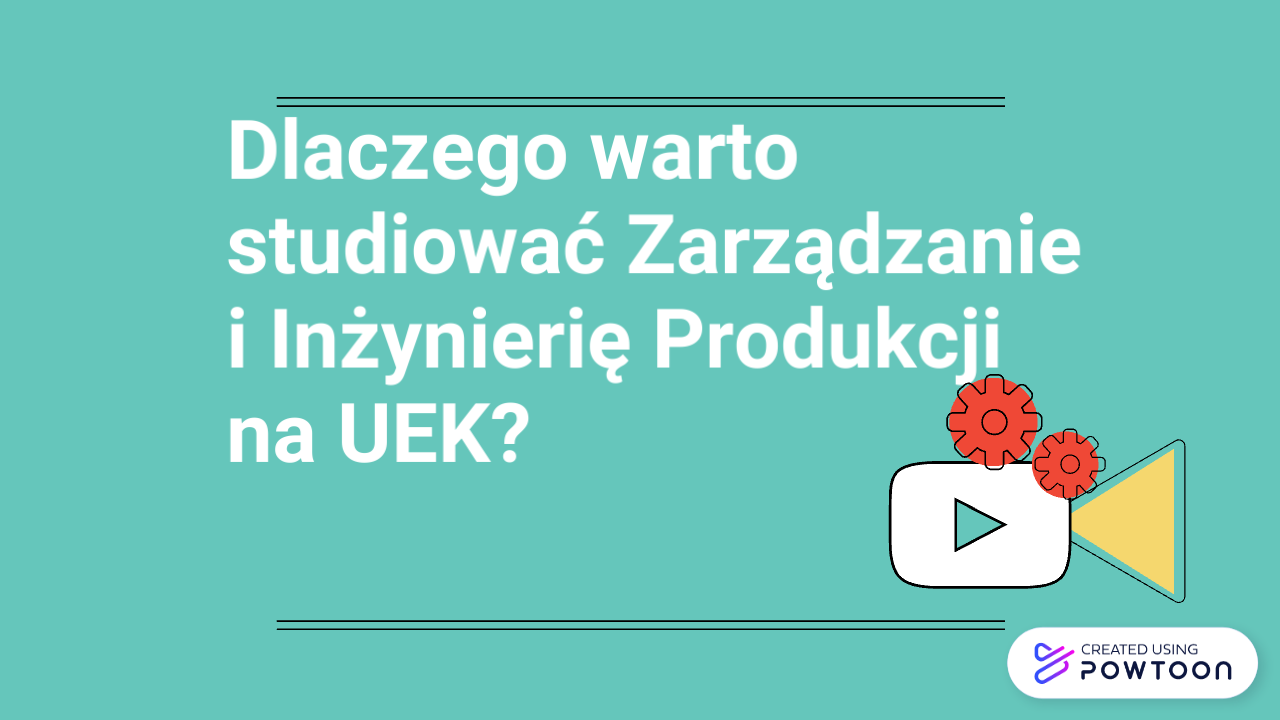 Dlaczego warto
studiować Zarządzanie
i Inżynierię Produkcji
na UEK?
CREATED USING
POWTOON